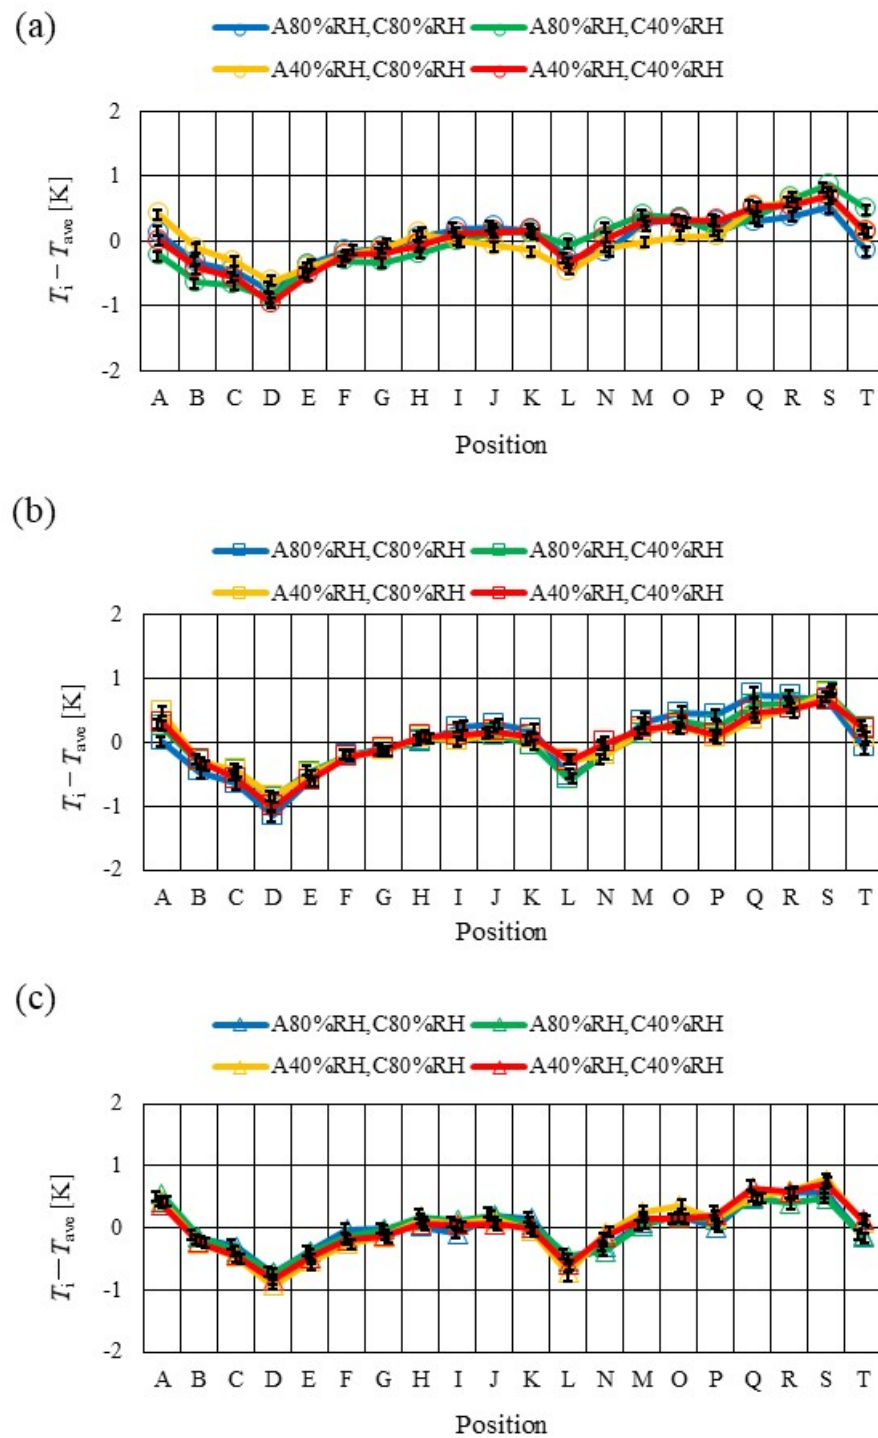 (a)
A80%RH,C80%RH A80%RH,C40%RH
A40%RH,C80%RH A40%RH,C40%RH
2
1
0
-1
-2
Ti − Tave [K]
A B C D E F G H I J K L N M O P Q R S T
Position
(b)
A80%RH,C80%RH A80%RH,C40%RH
A40%RH,C80%RH A40%RH,C40%RH
2
1
0
-1
-2
Ti − Tave [K]
A B C D E F G H I J K L N M O P Q R S T
Position
(c)
A80%RH,C80%RH A80%RH,C40%RH
A40%RH,C80%RH A40%RH,C40%RH
2
1
0
-1
-2
Ti − Tave [K]
A B C D E F G H I J K L N M O P Q R S T
Position